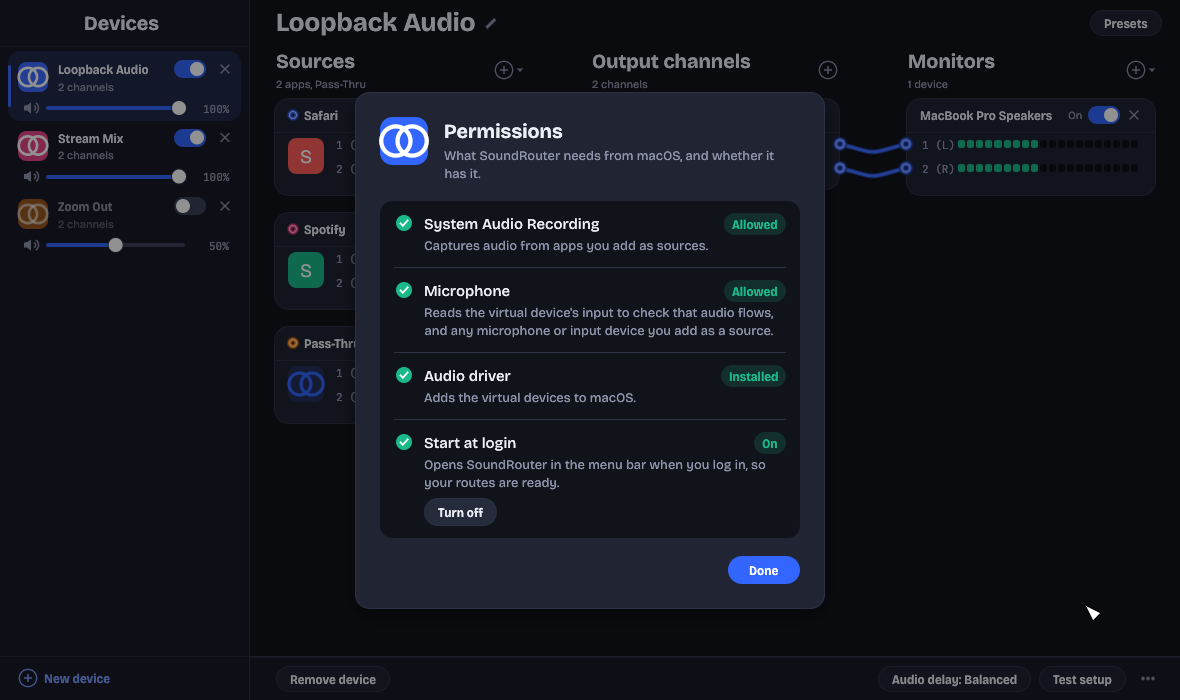 Devices
Loopback Audio
2 channels
100%
Stream Mix
2 channels
100%
Zoom Out
2 channels
50%
New device
Loopback Audio
Presets
Sources
2 apps, Pass-Thru
Output channels
2 channels
Monitors
1 device
Safari
S
1 (
2 (
Spotify
S
1 (
2 (
Pass-Thru
1 (
2 (
MacBook Pro Speakers
On
1 (L)
2 (R)
Permissions
What SoundRouter needs from macOS, and whether it
has it.
System Audio Recording
Allowed
Captures audio from apps you add as sources.
Microphone
Allowed
Reads the virtual device's input to check that audio flows,
and any microphone or input device you add as a source.
Audio driver
Installed
Adds the virtual devices to macOS.
Start at login
On
Opens SoundRouter in the menu bar when you log in, so
your routes are ready.
Turn off
Done
Remove device
Audio delay: Balanced
Test setup